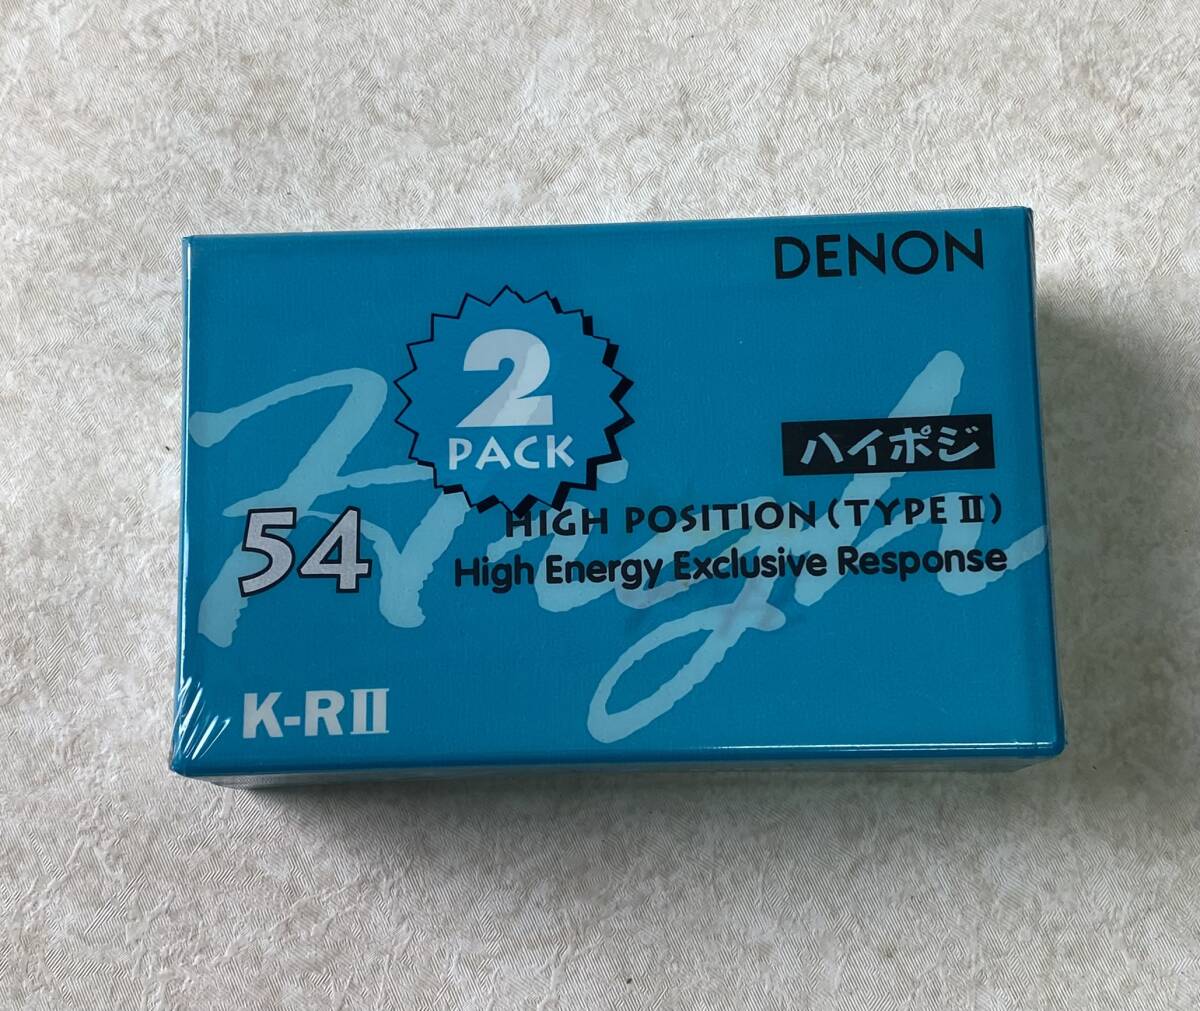 DENON
2
PACK
High
ハイポジ
54
HIGH POSITION (TYPE II)
High Energy Exclusive Response
K-RII